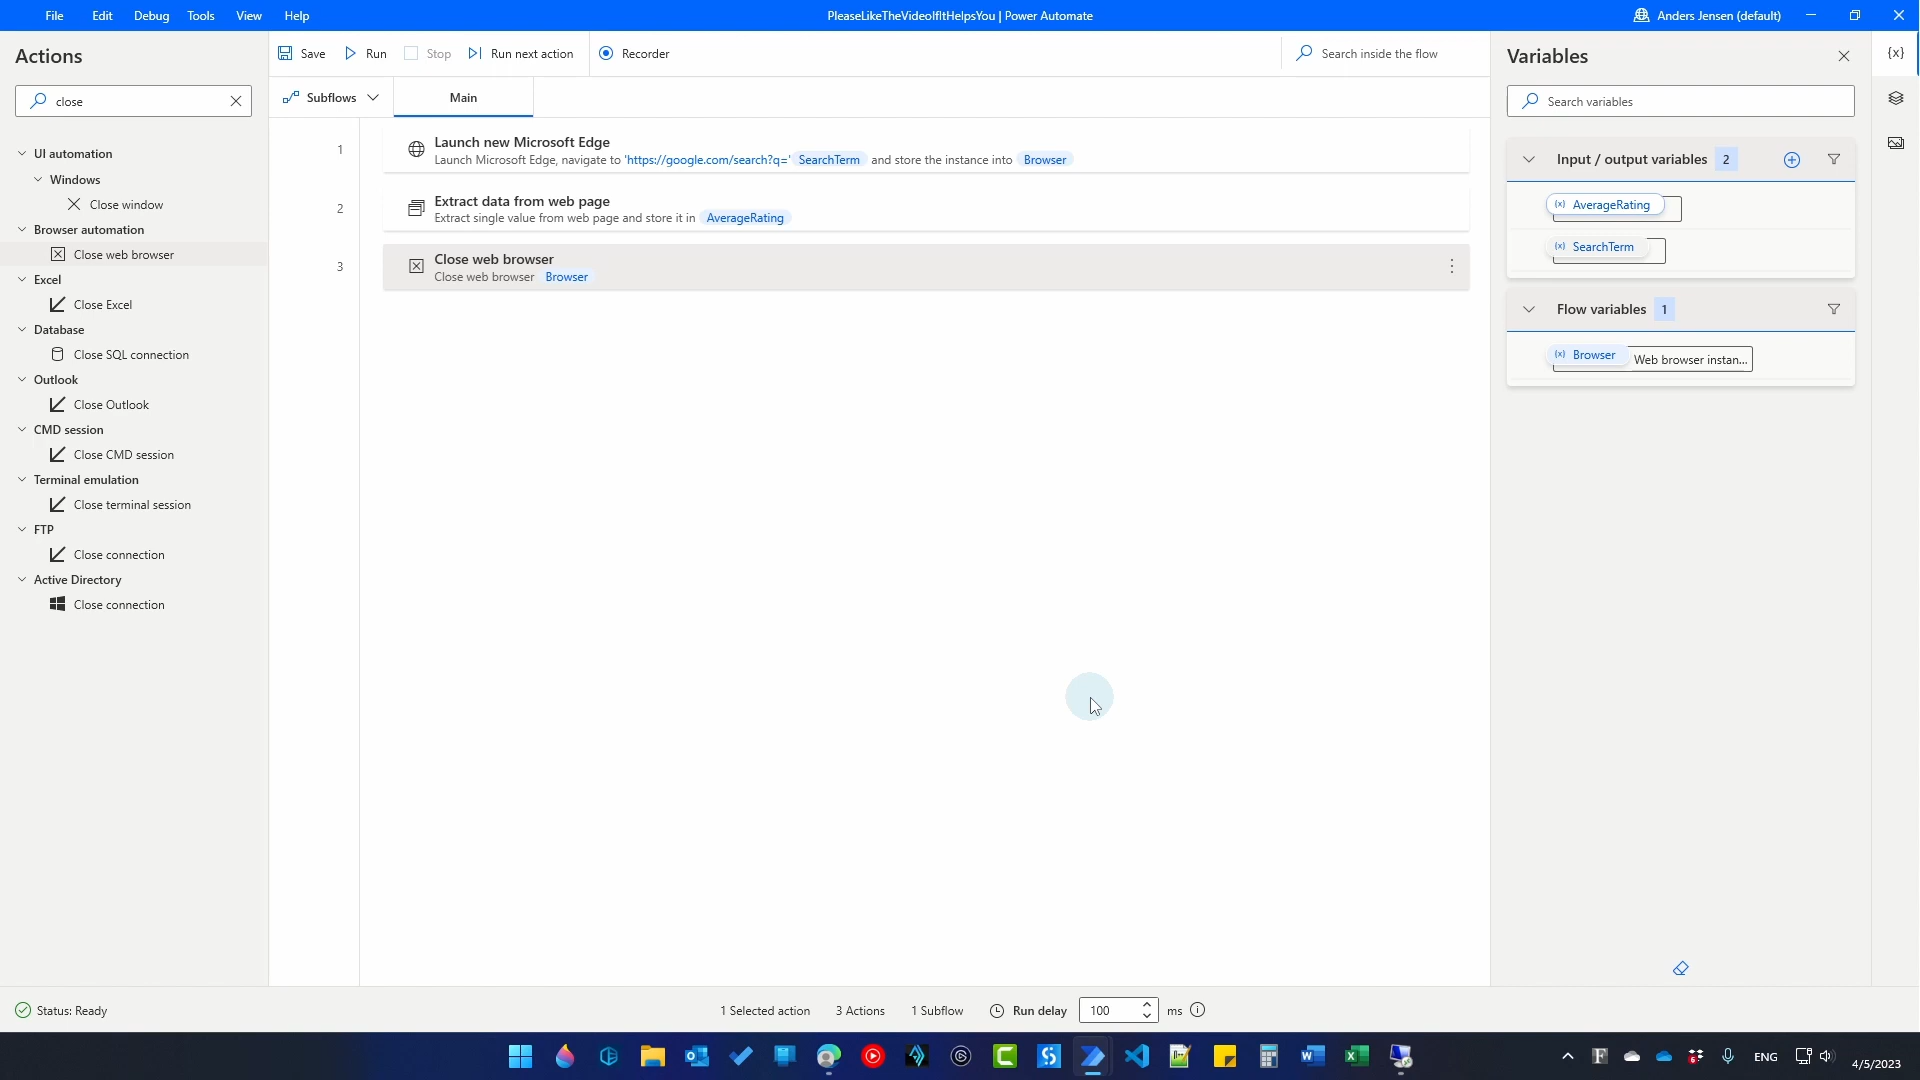 File Edit Debug Tools View Help
PleaseLikeTheVideoIfItHelpsYou | Power Automate
Anders Jensen (default)
Actions
close
UI automation
Windows
Close window
Browser automation
Close web browser
Excel
Close Excel
Database
Close SQL connection
Outlook
Close Outlook
CMD session
Close CMD session
Terminal emulation
Close terminal session
FTP
Close connection
Active Directory
Close connection
Save Run Stop Run next action Recorder
Search inside the flow
Subflows Main
1
Launch new Microsoft Edge
Launch Microsoft Edge, navigate to 'https://google.com/search?q=' SearchTerm and store the instance into Browser
2
Extract data from web page
Extract single value from web page and store it in AverageRating
3
Close web browser
Close web browser Browser
Variables
{x}
Search variables
Input / output variables 2
(x) AverageRating
(x) SearchTerm
Flow variables 1
(x) Browser Web browser instan...
Status: Ready
1 Selected action 3 Actions 1 Subflow Run delay 100 ms
ENG
4/5/2023